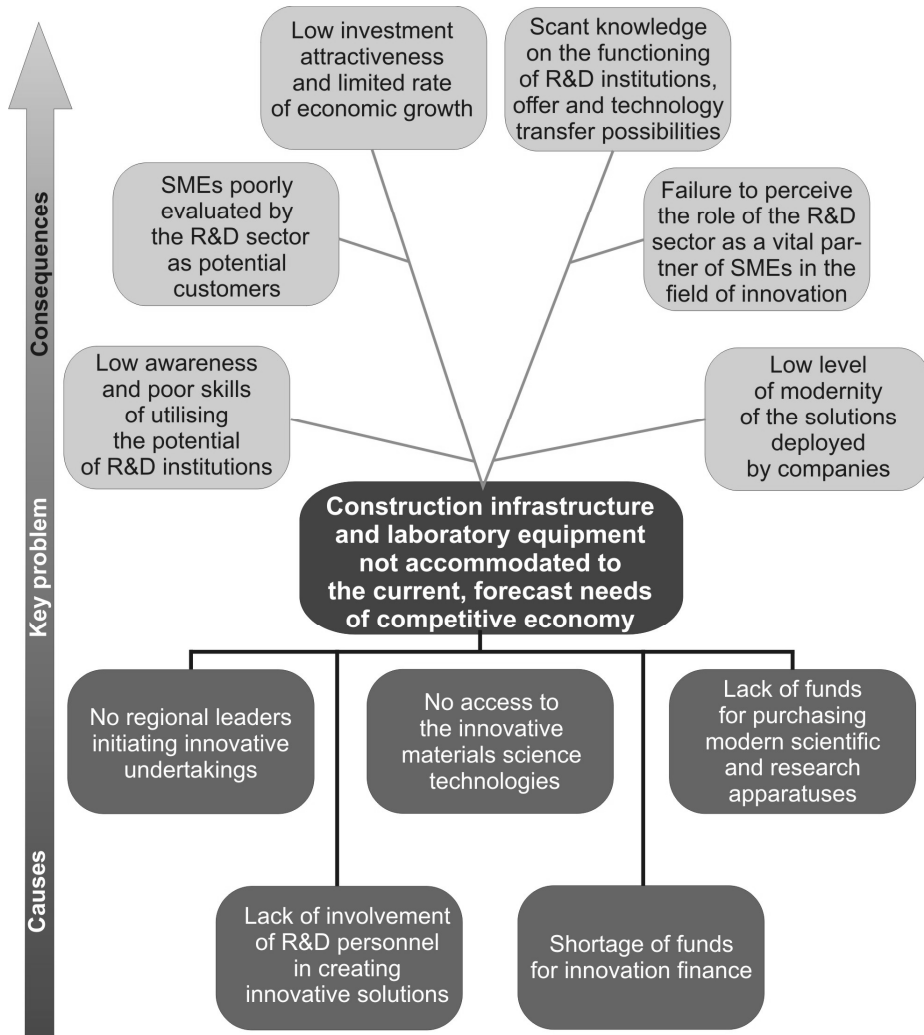 Low investment
attractiveness
and limited rate
of economic growth
Scant knowledge
on the functioning
of R&D institutions,
offer and technology
transfer possibilities
SMEs poorly
evaluated by
the R&D sector
as potential
customers
Failure to perceive
the role of the R&D
sector as a vital par-
tner of SMEs in the
field of innovation
Low awareness
and poor skills
of utilising
the potential
of R&D institutions
Low level
of modernity
of the solutions
deployed
by companies
Consequences
Key problem
Causes
Construction infrastructure
and laboratory equipment
not accommodated to
the current, forecast needs
of competitive economy
No regional leaders
initiating innovative
undertakings
No access to
the innovative
materials science
technologies
Lack of funds
for purchasing
modern scientific
and research
apparatuses
Lack of involvement
of R&D personnel
in creating
innovative solutions
Shortage of funds
for innovation finance